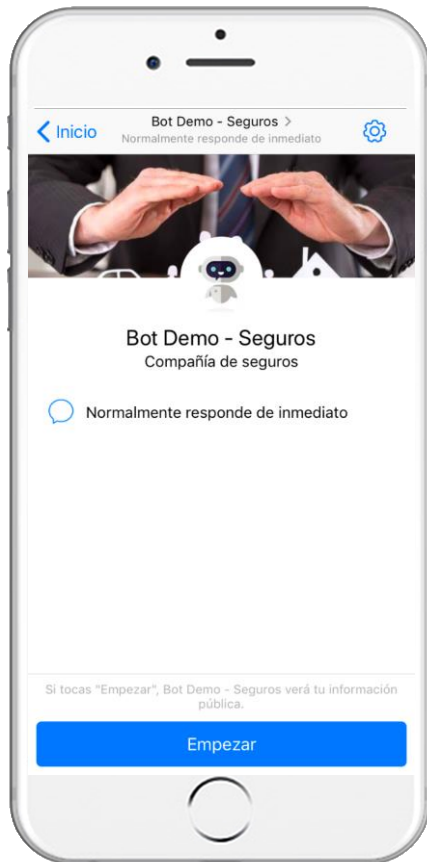 Inicio
Bot Demo - Seguros >
Normalmente responde de inmediato
Bot Demo - Seguros
Compañía de seguros
Normalmente responde de inmediato
Si tocas "Empezar", Bot Demo - Seguros verá tu información
pública.
Empezar